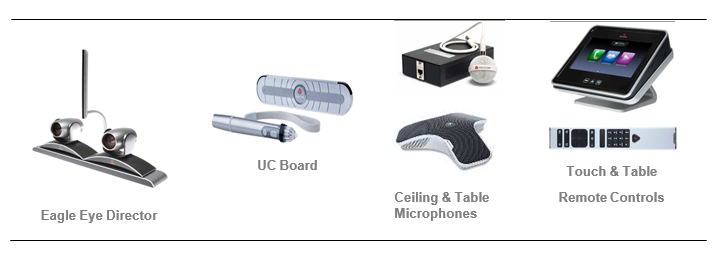 Eagle Eye Director
UC Board
Ceiling & Table
Microphones
Touch & Table
Remote Controls